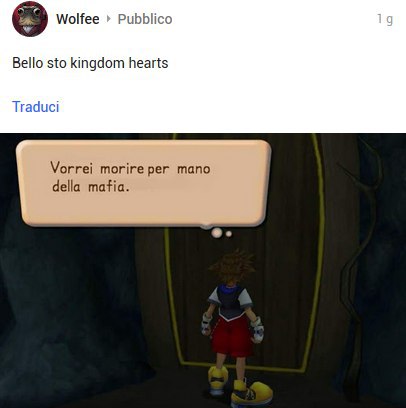 Wolfee Pubblico 1 g
Bello sto kingdom hearts
Traduci
Vorrei morire per mano
della mafia.